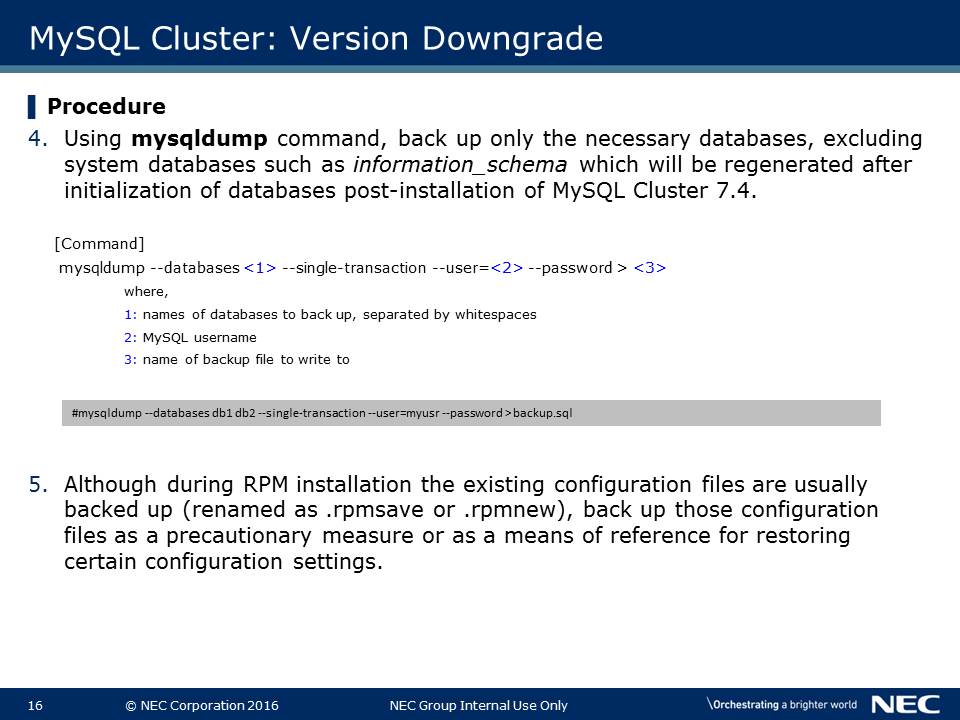 MySQL Cluster: Version Downgrade
Procedure
4. Using mysqldump command, back up only the necessary databases, excluding
system databases such as information_schema which will be regenerated after
initialization of databases post-installation of MySQL Cluster 7.4.
[Command]
mysqldump --databases <1> --single-transaction --user=<2> --password > <3>
where,
1: names of databases to back up, separated by whitespaces
2: MySQL username
3: name of backup file to write to
#mysqldump --databases db1 db2 --single-transaction --user=myusr --password >backup.sql
5. Although during RPM installation the existing configuration files are usually
backed up (renamed as .rpmsave or .rpmnew), back up those configuration
files as a precautionary measure or as a means of reference for restoring
certain configuration settings.
16 © NEC Corporation 2016 NEC Group Internal Use Only \Orchestrating a brighter world NEC